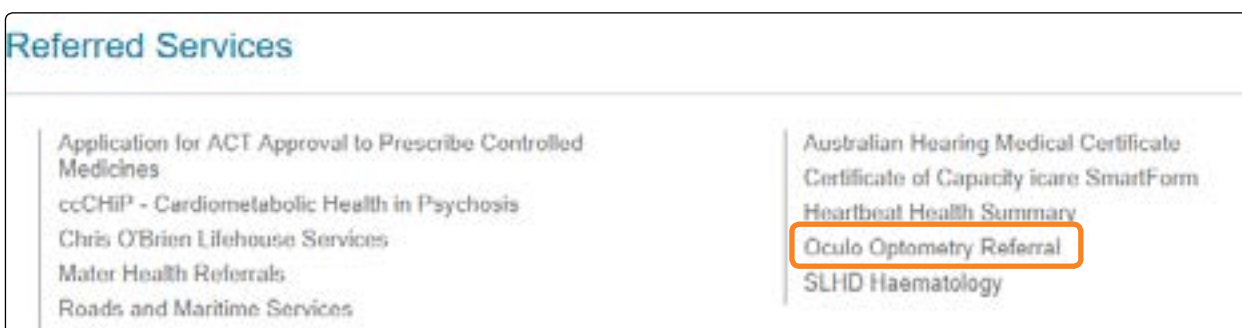 Referred Services
Application for ACT Approval to Prescribe Controlled
Medicines
ccCHiP - Cardiometabolic Health in Psychosis
Chris O'Brien Lifehouse Services
Mater Health Referrals
Roads and Maritime Services
Australian Hearing Medical Certificate
Certificate of Capacity icare SmartForm
Heartbeat Health Summary
Oculo Optometry Referral
SLHD Haematology